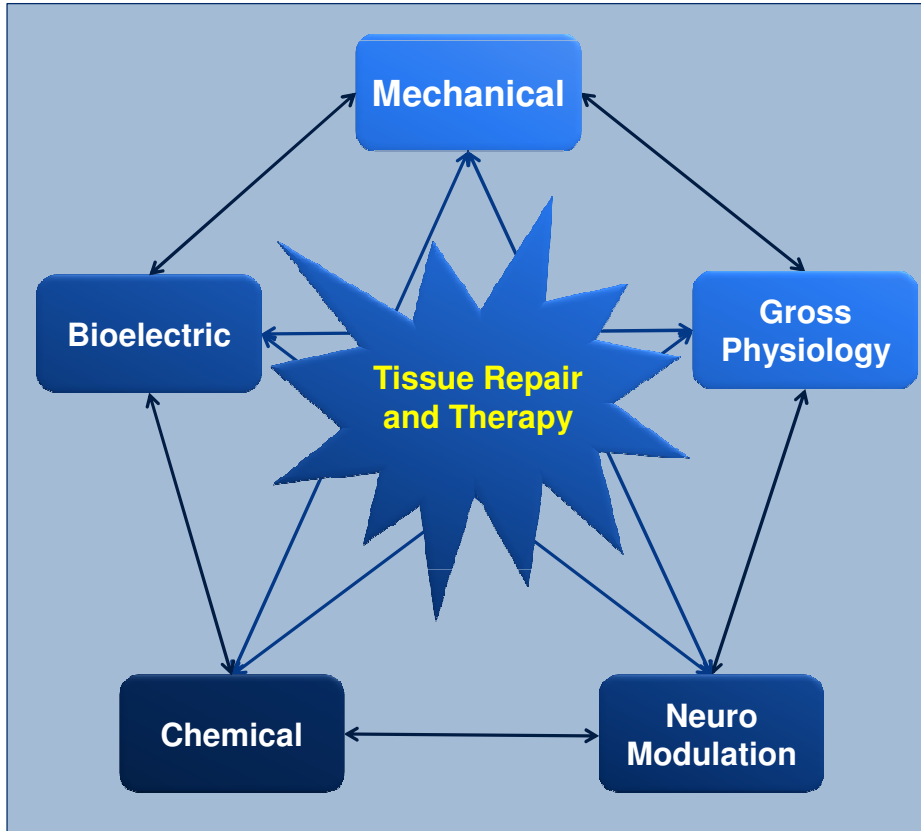 Mechanical
Bioelectric
Gross
Physiology
Tissue Repair
and Therapy
Chemical
Neuro
Modulation